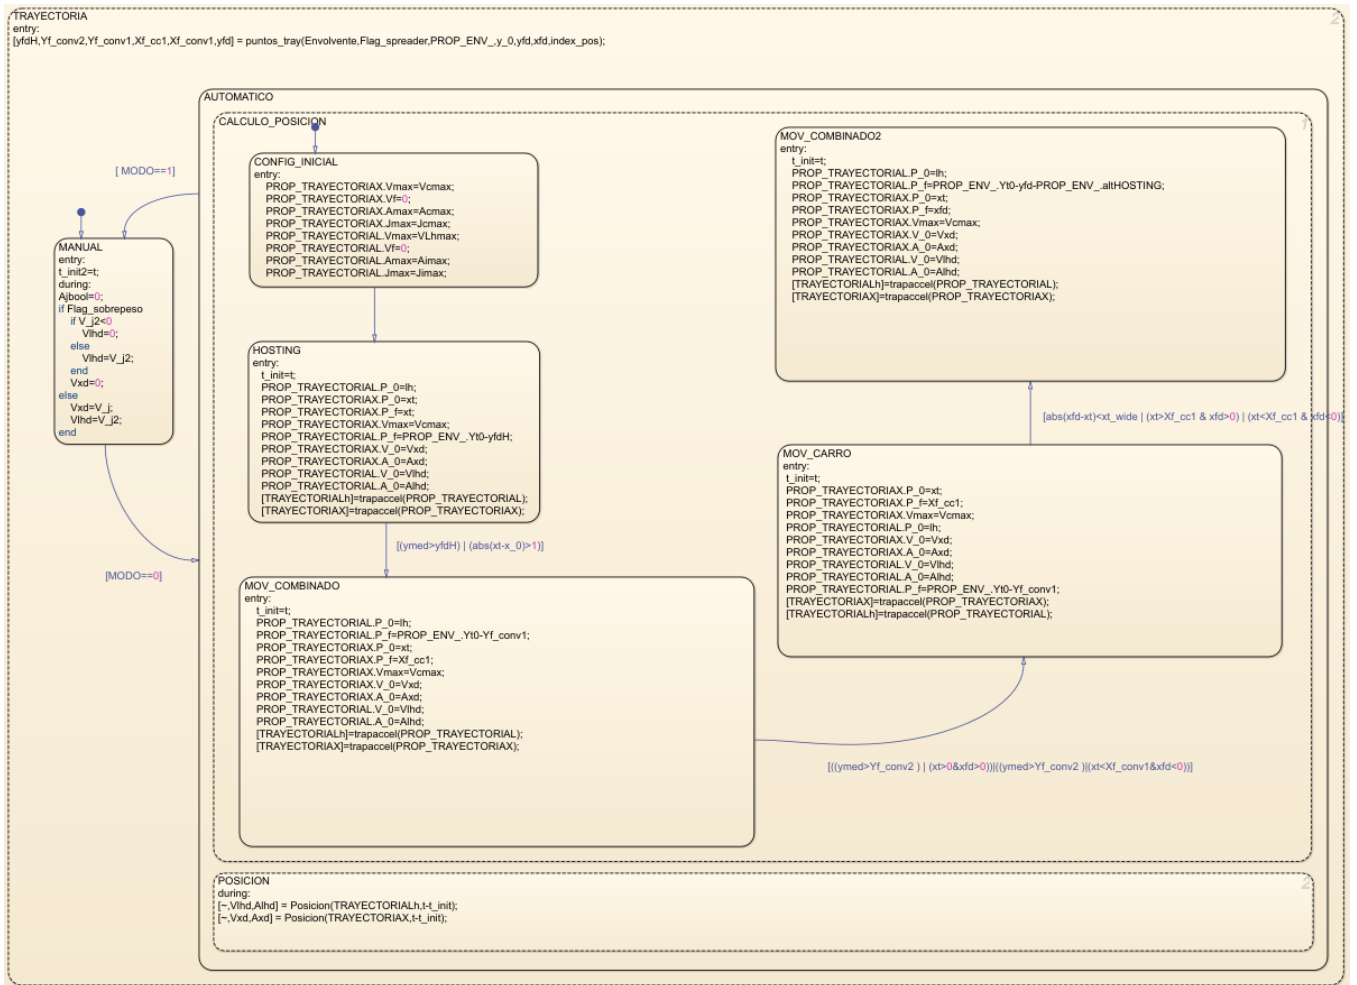 TRAYECTORIA
2
entry:
[yfdH,Yf_conv2,Yf_conv1,Xf_cc1,Xf_conv1,yfd] = puntos_tray(Envolvente,Flag_spreader,PROP_ENV_,y_0,yfd,xfd,index_pos);
[ MODO==1]
MANUAL
entry:
t_init2=t;
during:
Ajbool=0;
if Flag_sobrepeso
if V_j2<0
Vlhd=0;
else
Vlhd=V_j2;
end
Vxd=0;
else
Vxd=V_j;
Vlhd=V_j2;
end
[MODO==0]
AUTOMATICO
CALCULO_POSICION
1
CONFIG_INICIAL
entry:
PROP_TRAYECTORIAX.Vmax=Vcmax;
PROP_TRAYECTORIAX.Vf=0;
PROP_TRAYECTORIAX.Amax=Acmax;
PROP_TRAYECTORIAX.Jmax=Jcmax;
PROP_TRAYECTORIAL.Vmax=VLhmax;
PROP_TRAYECTORIAL.Vf=0;
PROP_TRAYECTORIAL.Amax=Aimax;
PROP_TRAYECTORIAL.Jmax=Jimax;
HOSTING
entry:
t_init=t;
PROP_TRAYECTORIAL.P_0=lh;
PROP_TRAYECTORIAX.P_0=xt;
PROP_TRAYECTORIAX.P_f=xt;
PROP_TRAYECTORIAX.Vmax=Vcmax;
PROP_TRAYECTORIAL.P_f=PROP_ENV_.Yt0-yfdH;
PROP_TRAYECTORIAX.V_0=Vxd;
PROP_TRAYECTORIAX.A_0=Axd;
PROP_TRAYECTORIAL.V_0=Vlhd;
PROP_TRAYECTORIAL.A_0=Alhd;
[TRAYECTORIALh]=trapaccel(PROP_TRAYECTORIAL);
[TRAYECTORIAX]=trapaccel(PROP_TRAYECTORIAX);
[(ymed>yfdH) | (abs(xt-x_0)>1)]
MOV_COMBINADO
entry:
t_init=t;
PROP_TRAYECTORIAL.P_0=lh;
PROP_TRAYECTORIAL.P_f=PROP_ENV_.Yt0-Yf_conv1;
PROP_TRAYECTORIAX.P_0=xt;
PROP_TRAYECTORIAX.P_f=Xf_cc1;
PROP_TRAYECTORIAX.Vmax=Vcmax;
PROP_TRAYECTORIAX.V_0=Vxd;
PROP_TRAYECTORIAX.A_0=Axd;
PROP_TRAYECTORIAL.V_0=Vlhd;
PROP_TRAYECTORIAL.A_0=Alhd;
[TRAYECTORIALh]=trapaccel(PROP_TRAYECTORIAL);
[TRAYECTORIAX]=trapaccel(PROP_TRAYECTORIAX);
[((ymed>Yf_conv2 ) | (xt>0&xfd>0))|((ymed>Yf_conv2 )|(xt<Xf_conv1&xfd<0))]
MOV_CARRO
entry:
t_init=t;
PROP_TRAYECTORIAX.P_0=xt;
PROP_TRAYECTORIAX.P_f=Xf_cc1;
PROP_TRAYECTORIAX.Vmax=Vcmax;
PROP_TRAYECTORIAL.P_0=lh;
PROP_TRAYECTORIAX.V_0=Vxd;
PROP_TRAYECTORIAX.A_0=Axd;
PROP_TRAYECTORIAL.V_0=Vlhd;
PROP_TRAYECTORIAL.A_0=Alhd;
PROP_TRAYECTORIAL.P_f=PROP_ENV_.Yt0-Yf_conv1;
[TRAYECTORIAX]=trapaccel(PROP_TRAYECTORIAX);
[TRAYECTORIALh]=trapaccel(PROP_TRAYECTORIAL);
[abs(xfd-xt)<xt_wide | (xt>Xf_cc1 & xfd>0) | (xt<Xf_cc1 & xfd<0)]
MOV_COMBINADO2
entry:
t_init=t;
PROP_TRAYECTORIAL.P_0=lh;
PROP_TRAYECTORIAL.P_f=PROP_ENV_.Yt0-yfd-PROP_ENV_.altHOSTING;
PROP_TRAYECTORIAX.P_0=xt;
PROP_TRAYECTORIAX.P_f=xfd;
PROP_TRAYECTORIAX.Vmax=Vcmax;
PROP_TRAYECTORIAX.V_0=Vxd;
PROP_TRAYECTORIAX.A_0=Axd;
PROP_TRAYECTORIAL.V_0=Vlhd;
PROP_TRAYECTORIAL.A_0=Alhd;
[TRAYECTORIALh]=trapaccel(PROP_TRAYECTORIAL);
[TRAYECTORIAX]=trapaccel(PROP_TRAYECTORIAX);
POSICION
2
during:
[~,Vlhd,Alhd] = Posicion(TRAYECTORIALh,t-t_init);
[~,Vxd,Axd] = Posicion(TRAYECTORIAX,t-t_init);